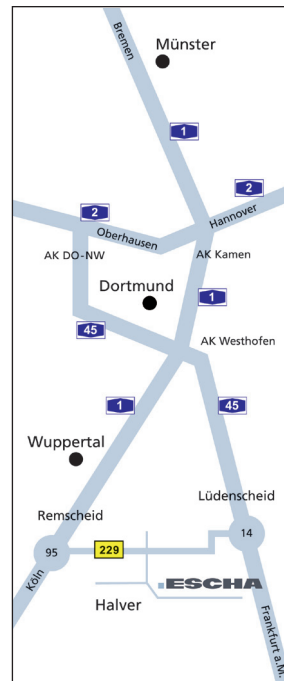 Münster
Bremen
1
2
2
Hannover
Oberhausen
AK DO-NW
AK Kamen
Dortmund
1
45
AK Westhofen
1
45
Wuppertal
Lüdenscheid
Remscheid
14
95
229
.ESCHA
Köln
Halver
Frankfurt a.M.